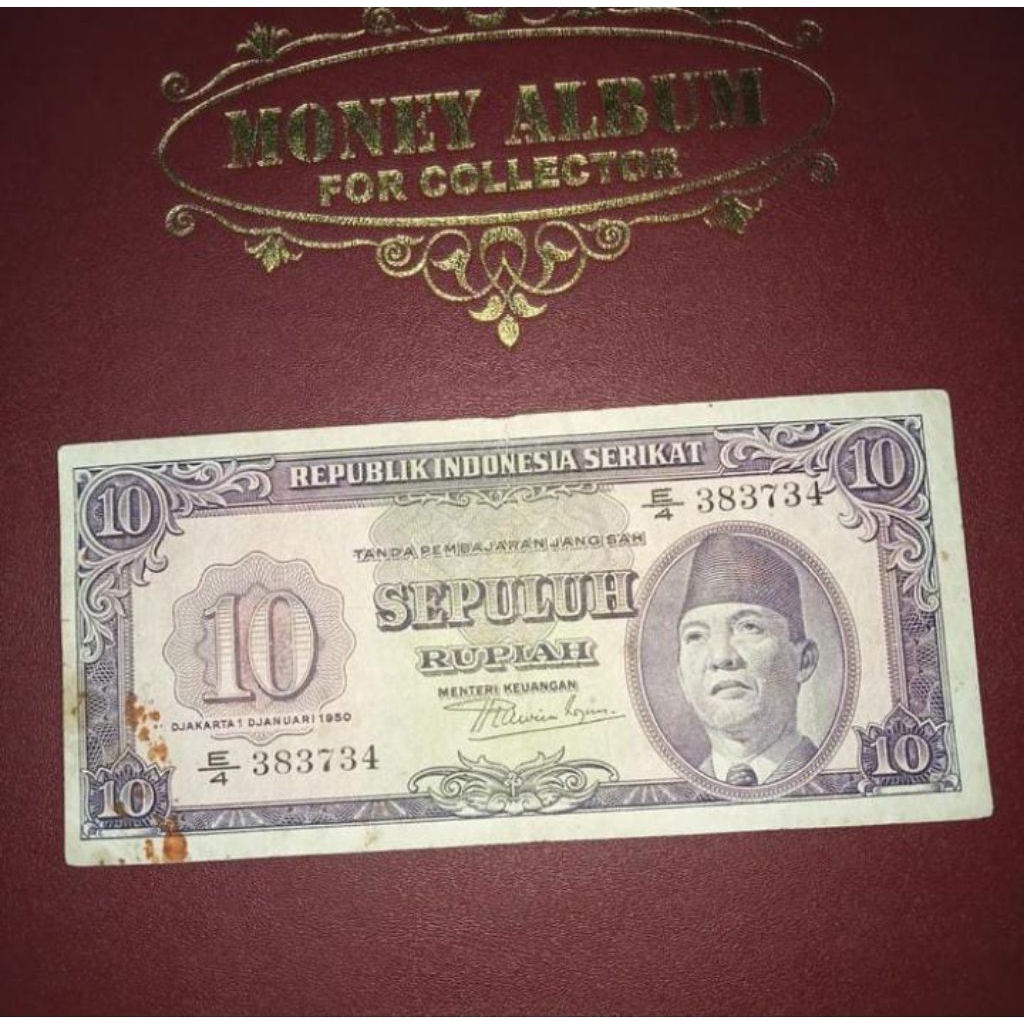 MONEY ALBUM
FOR COLLECTOR
10
REPUBLIK INDONESIA SERIKAT
10
E/4 383734
TANDA PEMBAJARAN JANG SAH
SEPULUH
10
RUPIAH
MENTERI KEUANGAN
DJAKARTA 1 DJANUARI 1950
E/4 383734
10
10